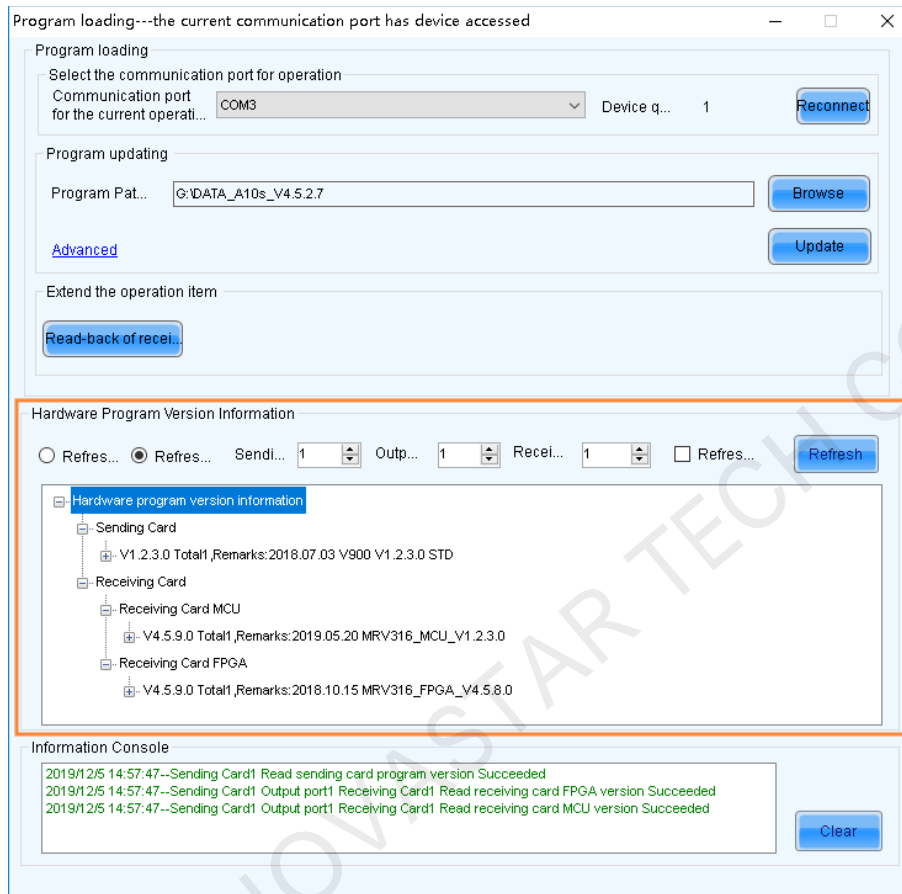 Program loading---the current communication port has device accessed
Program loading
Select the communication port for operation
Communication port
for the current operati...
COM3
Device q...
1
Reconnect
Program updating
Program Pat...
G:\DATA_A10s_V4.5.2.7
Browse
Advanced
Update
Extend the operation item
Read-back of recei...
Hardware Program Version Information
Refres...
Refres...
Sendi...
1
Outp...
1
Recei...
1
Refres...
Refresh
Hardware program version information
Sending Card
V1.2.3.0 Total1 ,Remarks:2018.07.03 V900 V1.2.3.0 STD
Receiving Card
Receiving Card MCU
V4.5.9.0 Total1 ,Remarks:2019.05.20 MRV316_MCU_V1.2.3.0
Receiving Card FPGA
V4.5.9.0 Total1 ,Remarks:2018.10.15 MRV316_FPGA_V4.5.8.0
Information Console
2019/12/5 14:57:47--Sending Card1 Read sending card program version Succeeded
2019/12/5 14:57:47--Sending Card1 Output port1 Receiving Card1 Read receiving card FPGA version Succeeded
2019/12/5 14:57:47--Sending Card1 Output port1 Receiving Card1 Read receiving card MCU version Succeeded
Clear
NOVASTAR TECH CO